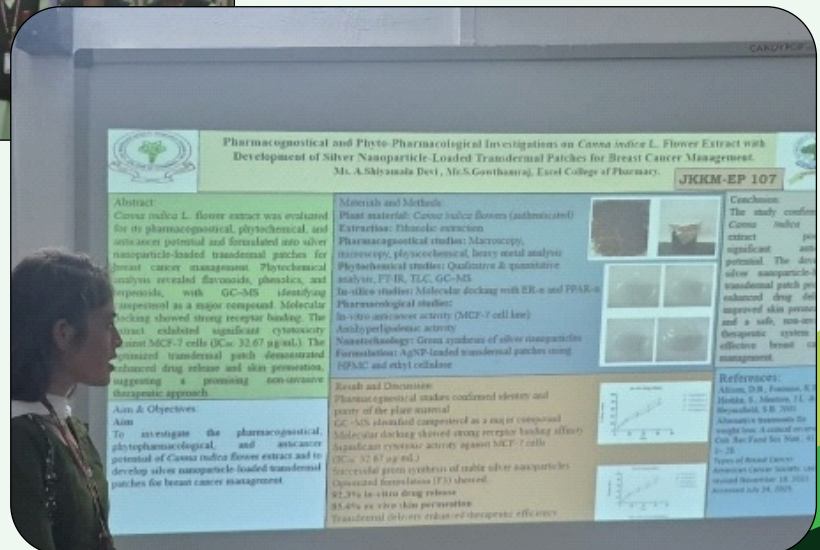 CANDYFOP
Pharmacognostical and Phyto-Pharmacological Investigations on Canna indica L. Flower Extract with
Development of Silver Nanoparticle-Loaded Transdermal Patches for Breast Cancer Management.
Ms. A.Shiyamala Devi , Mr.S.Gowthamraj, Excel College of Pharmacy.
JKKM-EP 107
Abstract:
Canna indica L. flower extract was evaluated
for its pharmacognostical, phytochemical, and
anticancer potential and formulated into silver
nanoparticle-loaded transdermal patches for
breast cancer management. Phytochemical
analysis revealed flavonoids, phenolics, and
terpenoids, with GC–MS identifying
campesterol as a major compound. Molecular
docking showed strong receptor binding. The
extract exhibited significant cytotoxicity
against MCF-7 cells (IC₅₀: 32.67 µg/mL). The
optimized transdermal patch demonstrated
enhanced drug release and skin permeation,
suggesting a promising non-invasive
therapeutic approach.
Aim & Objectives
Aim
To investigate the pharmacognostical,
phytopharmacological, and anticancer
potential of Canna indica flower extract and to
develop silver nanoparticle-loaded transdermal
patches for breast cancer management.
Materials and Methods:
Plant material: Canna indica flowers (authenticated)
Extraction: Ethanolic extraction
Pharmacognostical studies: Macroscopy,
microscopy, physicochemical, heavy metal analysis
Phytochemical studies: Qualitative & quantitative
analysis, FT-IR, TLC, GC–MS
In-silico studies: Molecular docking with ER-α and PPAR-α
Pharmacological studies:
In-vitro anticancer activity (MCF-7 cell line)
Antihyperlipidemic activity
Nanotechnology: Green synthesis of silver nanoparticles
Formulation: AgNP-loaded transdermal patches using
HPMC and ethyl cellulose
Result and Discussion:
Pharmacognostical studies confirmed identity and
purity of the plant material
GC–MS identified campesterol as a major compound
Molecular docking showed strong receptor binding affinity
Significant cytotoxic activity against MCF-7 cells
(IC₅₀: 32.67 µg/mL)
Successful green synthesis of stable silver nanoparticles
Optimized formulation (F3) showed:
92.3% in-vitro drug release
85.4% ex-vivo skin permeation
Transdermal delivery enhanced therapeutic efficiency
Conclusion:
The study confirm
Canna indica
extract
significant
potential. The
silver nanoparticle-
transdermal patch
enhanced drug
improved skin
and a safe,
therapeutic system
effective breast
management.
References:
Types of Breast Cancer
American Cancer Society.
revised November 19, 2021
Accessed July 24, 2025.